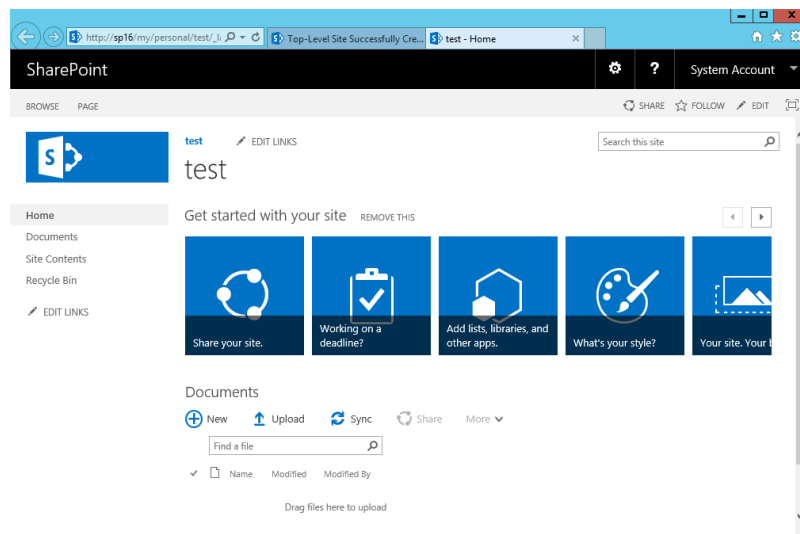 http://sp16/my/personal/test/_l
Top-Level Site Successfully Cre...
test - Home
SharePoint
?
System Account
BROWSE PAGE
SHARE FOLLOW EDIT
S
test EDIT LINKS
Search this site
test
Home
Documents
Site Contents
Recycle Bin
EDIT LINKS
Get started with your site REMOVE THIS
Share your site.
Working on a
deadline?
Add lists, libraries, and
other apps.
What's your style?
Your site. Your
Documents
New Upload Sync Share More
Find a file
Name Modified Modified By
Drag files here to upload